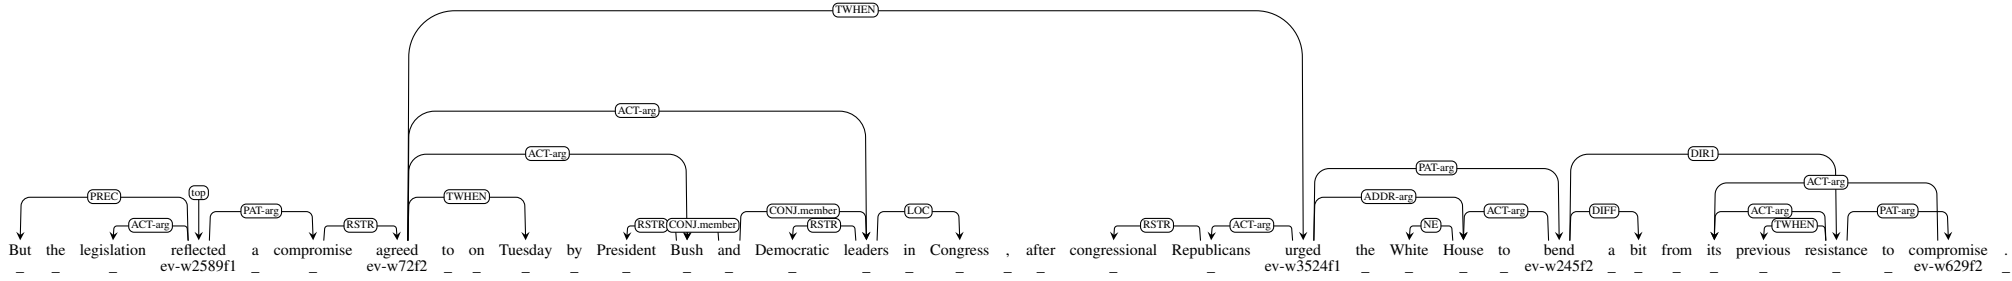 TWHEN
ACT-arg
ACT-arg PAT-arg DIR1
PREC top TWHEN ADDR-arg ACT-arg
ACT-arg PAT-arg RSTR RSTR CONJ.member CONJ.member RSTR LOC RSTR ACT-arg NE ACT-arg DIFF ACT-arg TWHEN PAT-arg
But the legislation reflected a compromise agreed to on Tuesday by President Bush and Democratic leaders in Congress , after congressional Republicans urged the White House to bend a bit from its previous resistance to compromise .
_ _ _ ev-w2589f1 _ _ ev-w72f2 _ _ _ _ _ _ _ _ _ _ _ _ _ _ _ ev-w3524f1 _ _ _ _ ev-w245f2 _ _ _ _ _ _ _ ev-w629f2 _